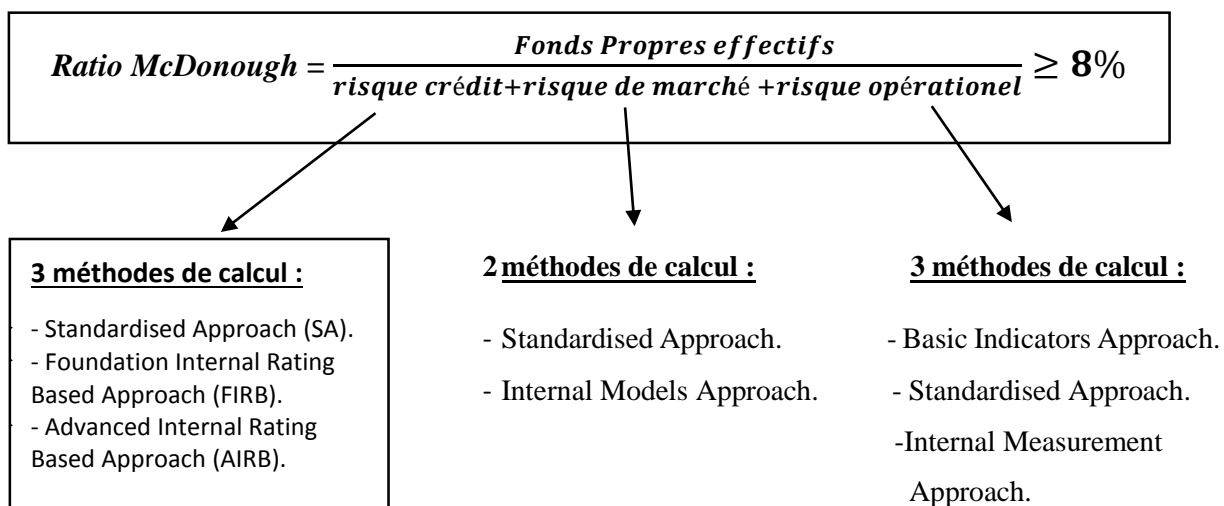 Ratio McDonough = Fonds Propres effectifs / risque crédit+risque de marché +risque opérationel ≥ 8%
3 méthodes de calcul :
- Standardised Approach (SA).
- Foundation Internal Rating
Based Approach (FIRB).
- Advanced Internal Rating
Based Approach (AIRB).
2 méthodes de calcul :
- Standardised Approach.
- Internal Models Approach.
3 méthodes de calcul :
- Basic Indicators Approach.
- Standardised Approach.
-Internal Measurement
Approach.